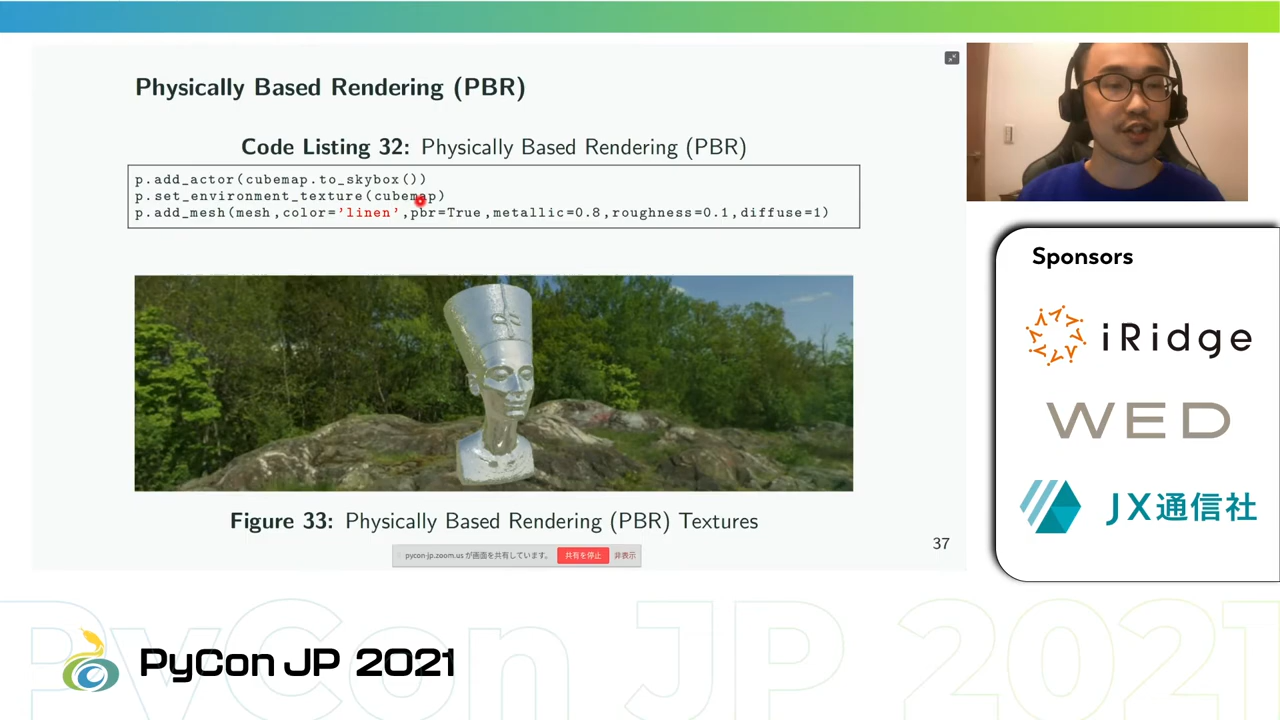 Physically Based Rendering (PBR)
Code Listing 32: Physically Based Rendering (PBR)
p.add_actor(cubemap.to_skybox())
p.set_environment_texture(cubemap)
p.add_mesh(mesh,color='linen',pbr=True,metallic=0.8,roughness=0.1,diffuse=1)
Figure 33: Physically Based Rendering (PBR) Textures
pycon-jp.zoom.us が画面を共有しています。 共有を停止 非表示
37
Sponsors
iRidge
WED
JX通信社
PyCon JP 2021
PyCon JP 2021